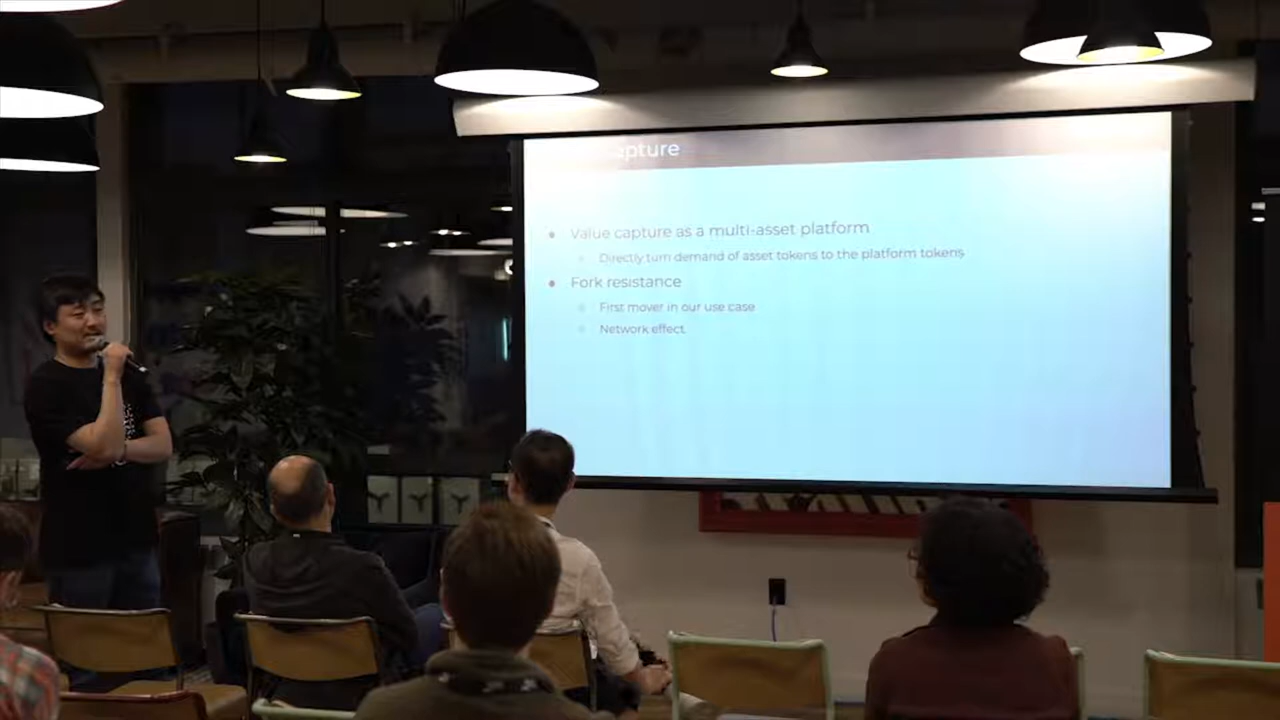 apture
Value capture as a multi-asset platform
Directly turn demand of asset tokens to the platform tokens
Fork resistance
First mover in our use case
Network effect